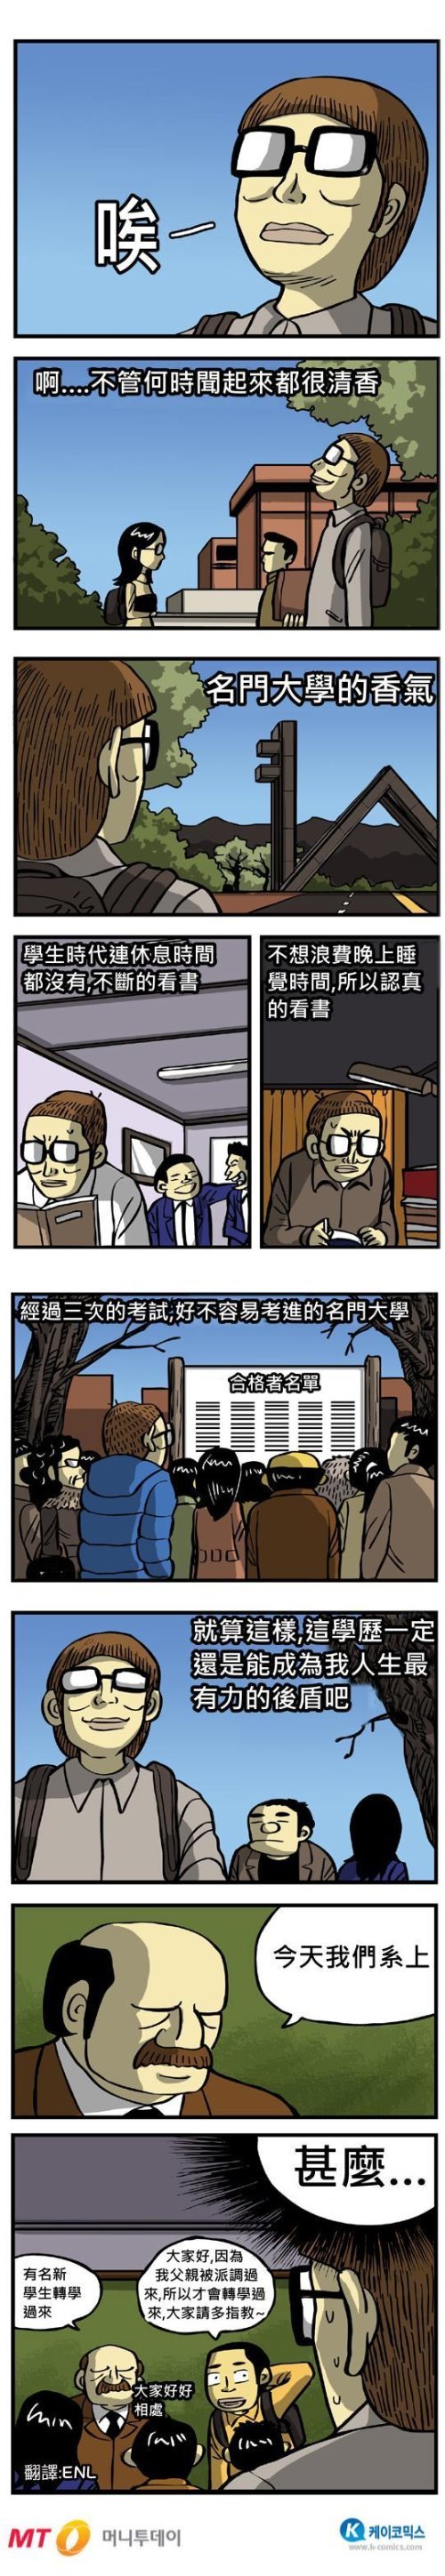 唉—
啊....不管何時聞起來都很清香
名門大學的香氣
學生時代連休息時間
都沒有,不斷的看書
不想浪費晚上睡
覺時間,所以認真
的看書
經過三次的考試,好不容易考進的名門大學
合格者名單
就算這樣,這學歷一定
還是能成為我人生最
有力的後盾吧
今天我們系上
甚麼...
有名新
學生轉學
過來
大家好,因為
我父親被派調過
來,所以才會轉學過
來,大家請多指教~
大家好好
相處
翻譯:ENL
MT 머니투데이
K 케이코믹스
www.k-comics.com